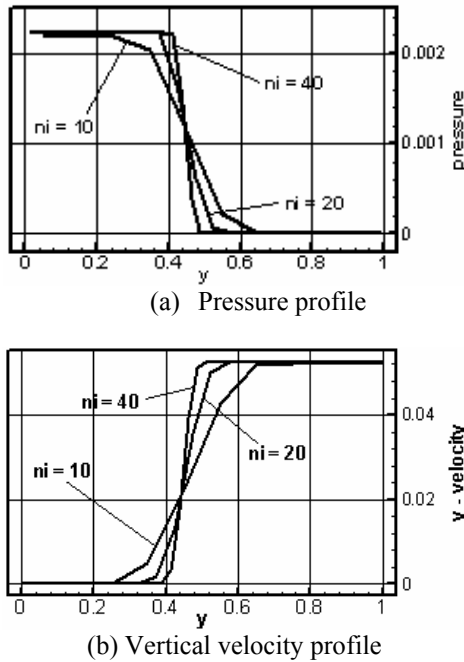 0.002
ni = 40
ni = 10
0.001
ni = 20
0
pressure
0 0.2 0.4 0.6 0.8 1
y
(a) Pressure profile
ni = 40
0.04
ni = 20
ni = 10
0.02
0
y - velocity
0 0.2 0.4 0.6 0.8 1
y
(b) Vertical velocity profile